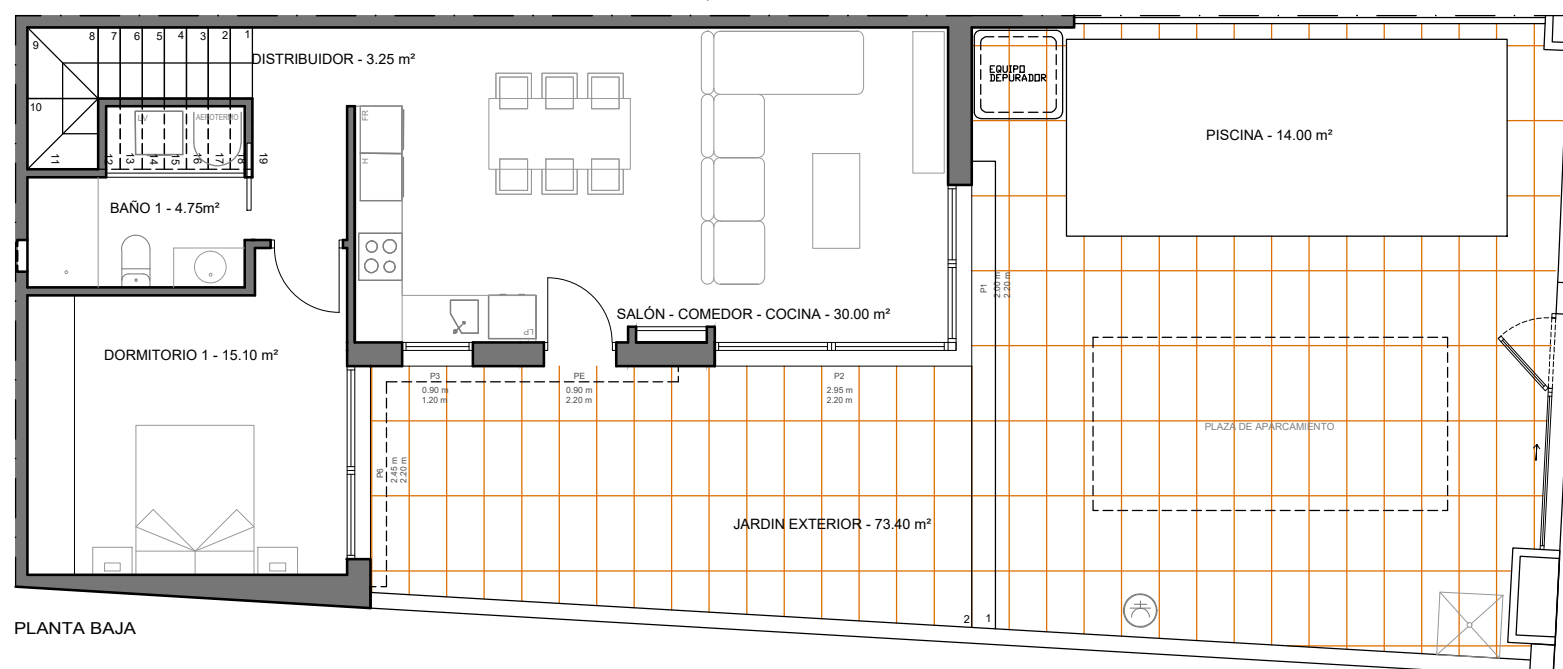 9
8
7
6
5
4
3
2
1
DISTRIBUIDOR - 3.25 m²
EQUIPO
DEPURADOR
10
LV
AEROTERMO
FR
PISCINA - 14.00 m²
11
12
13
14
15
16
17
18
19
H
BAÑO 1 - 4.75m²
P1
2.00 m
2.20 m
SALÓN - COMEDOR - COCINA - 30.00 m²
LP
DORMITORIO 1 - 15.10 m²
P3
0.90 m
1.20 m
PE
0.90 m
2.20 m
P2
2.95 m
2.20 m
PLAZA DE APARCAMIENTO
P6
2.45 m
2.20 m
JARDIN EXTERIOR - 73.40 m²
2
1
PLANTA BAJA